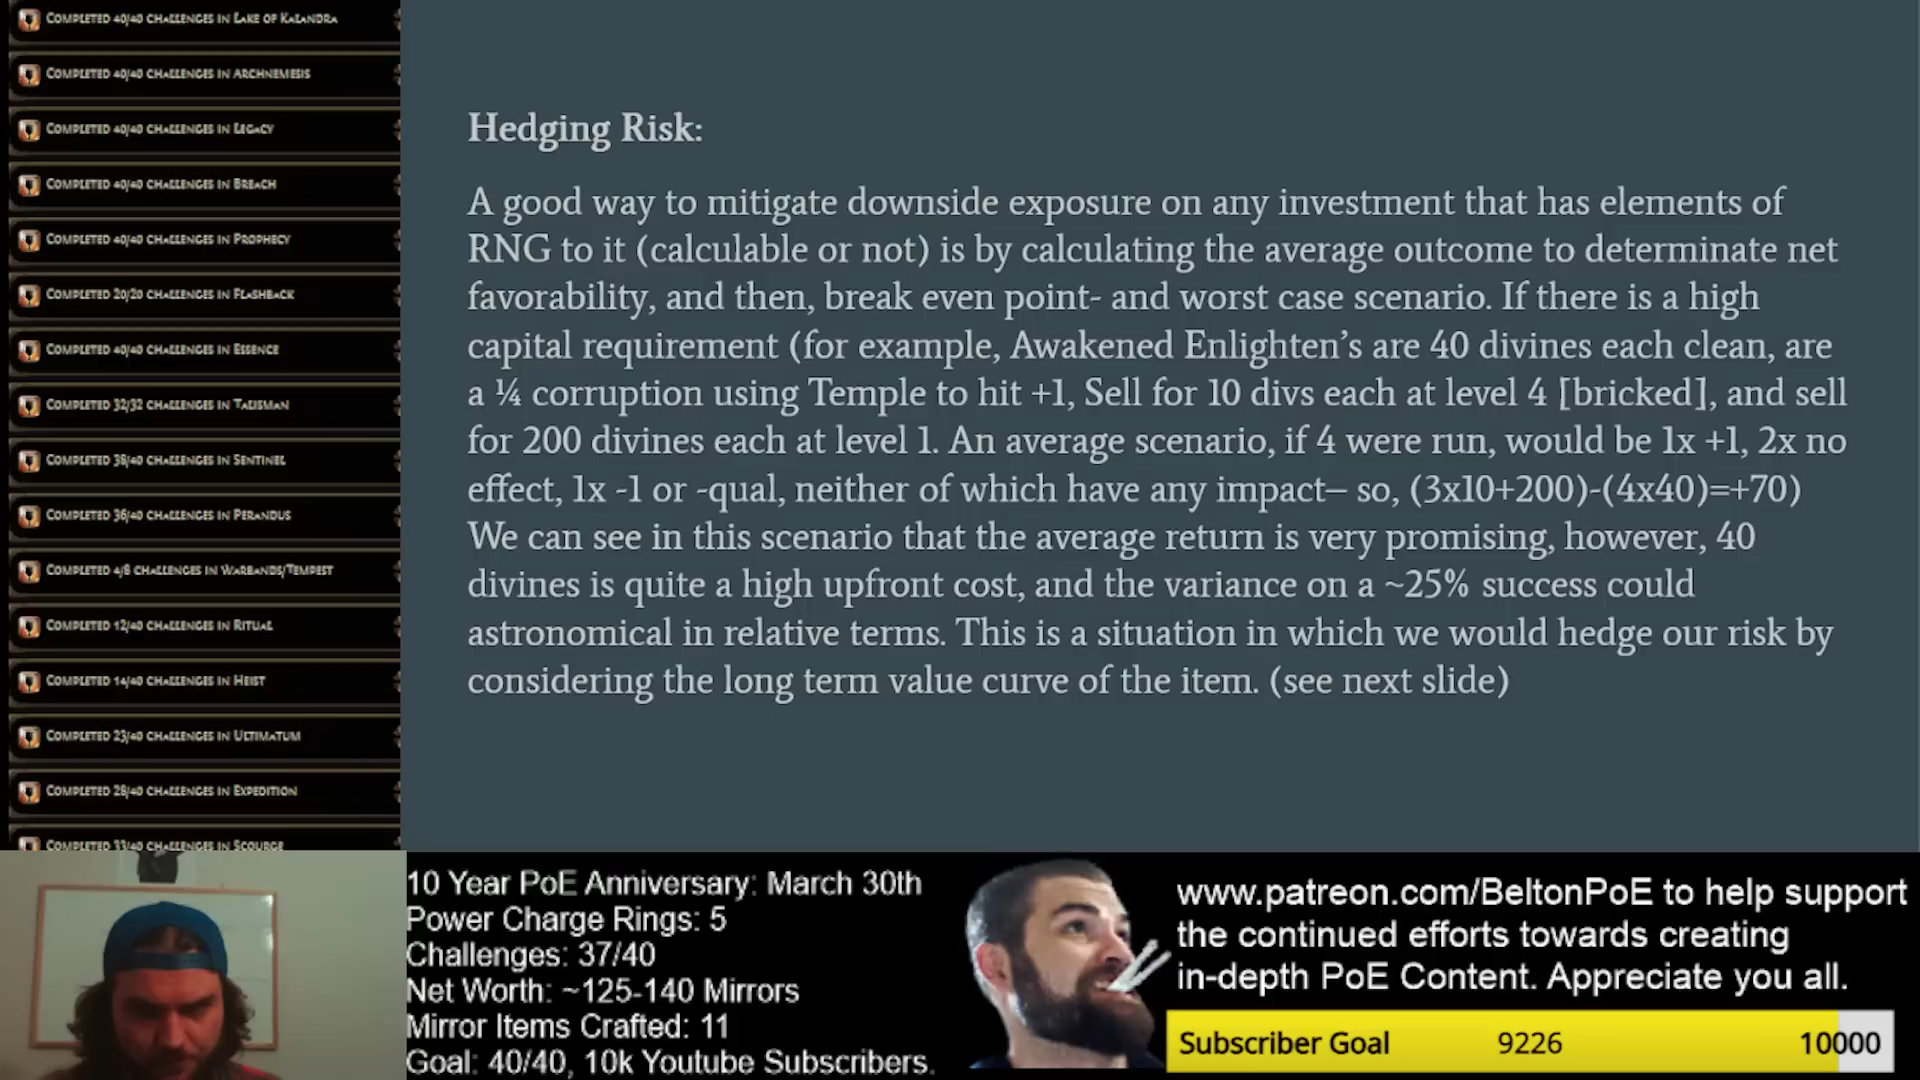 Completed 40/40 challenges in Lake of Kalandra
Completed 40/40 challenges in Archnemesis
Completed 40/40 challenges in Legacy
Completed 40/40 challenges in Breach
Completed 40/40 challenges in Prophecy
Completed 20/20 challenges in Flashback
Completed 40/40 challenges in Essence
Completed 32/32 challenges in Talisman
Completed 38/40 challenges in Sentinel
Completed 36/40 challenges in Perandus
Completed 4/8 challenges in Warbands/Tempest
Completed 12/40 challenges in Ritual
Completed 14/40 challenges in Heist
Completed 23/40 challenges in Ultimatum
Completed 28/40 challenges in Expedition
Completed 33/40 challenges in Scourge
Hedging Risk:
A good way to mitigate downside exposure on any investment that has elements of
RNG to it (calculable or not) is by calculating the average outcome to determinate net
favorability, and then, break even point- and worst case scenario. If there is a high
capital requirement (for example, Awakened Enlighten’s are 40 divines each clean, are
a ¼ corruption using Temple to hit +1, Sell for 10 divs each at level 4 [bricked], and sell
for 200 divines each at level 1. An average scenario, if 4 were run, would be 1x +1, 2x no
effect, 1x -1 or -qual, neither of which have any impact– so, (3x10+200)-(4x40)=+70)
We can see in this scenario that the average return is very promising, however, 40
divines is quite a high upfront cost, and the variance on a ~25% success could
astronomical in relative terms. This is a situation in which we would hedge our risk by
considering the long term value curve of the item. (see next slide)
10 Year PoE Anniversary: March 30th
Power Charge Rings: 5
Challenges: 37/40
Net Worth: ~125-140 Mirrors
Mirror Items Crafted: 11
Goal: 40/40, 10k Youtube Subscribers.
www.patreon.com/BeltonPoE to help support
the continued efforts towards creating
in-depth PoE Content. Appreciate you all.
Subscriber Goal 9226 10000